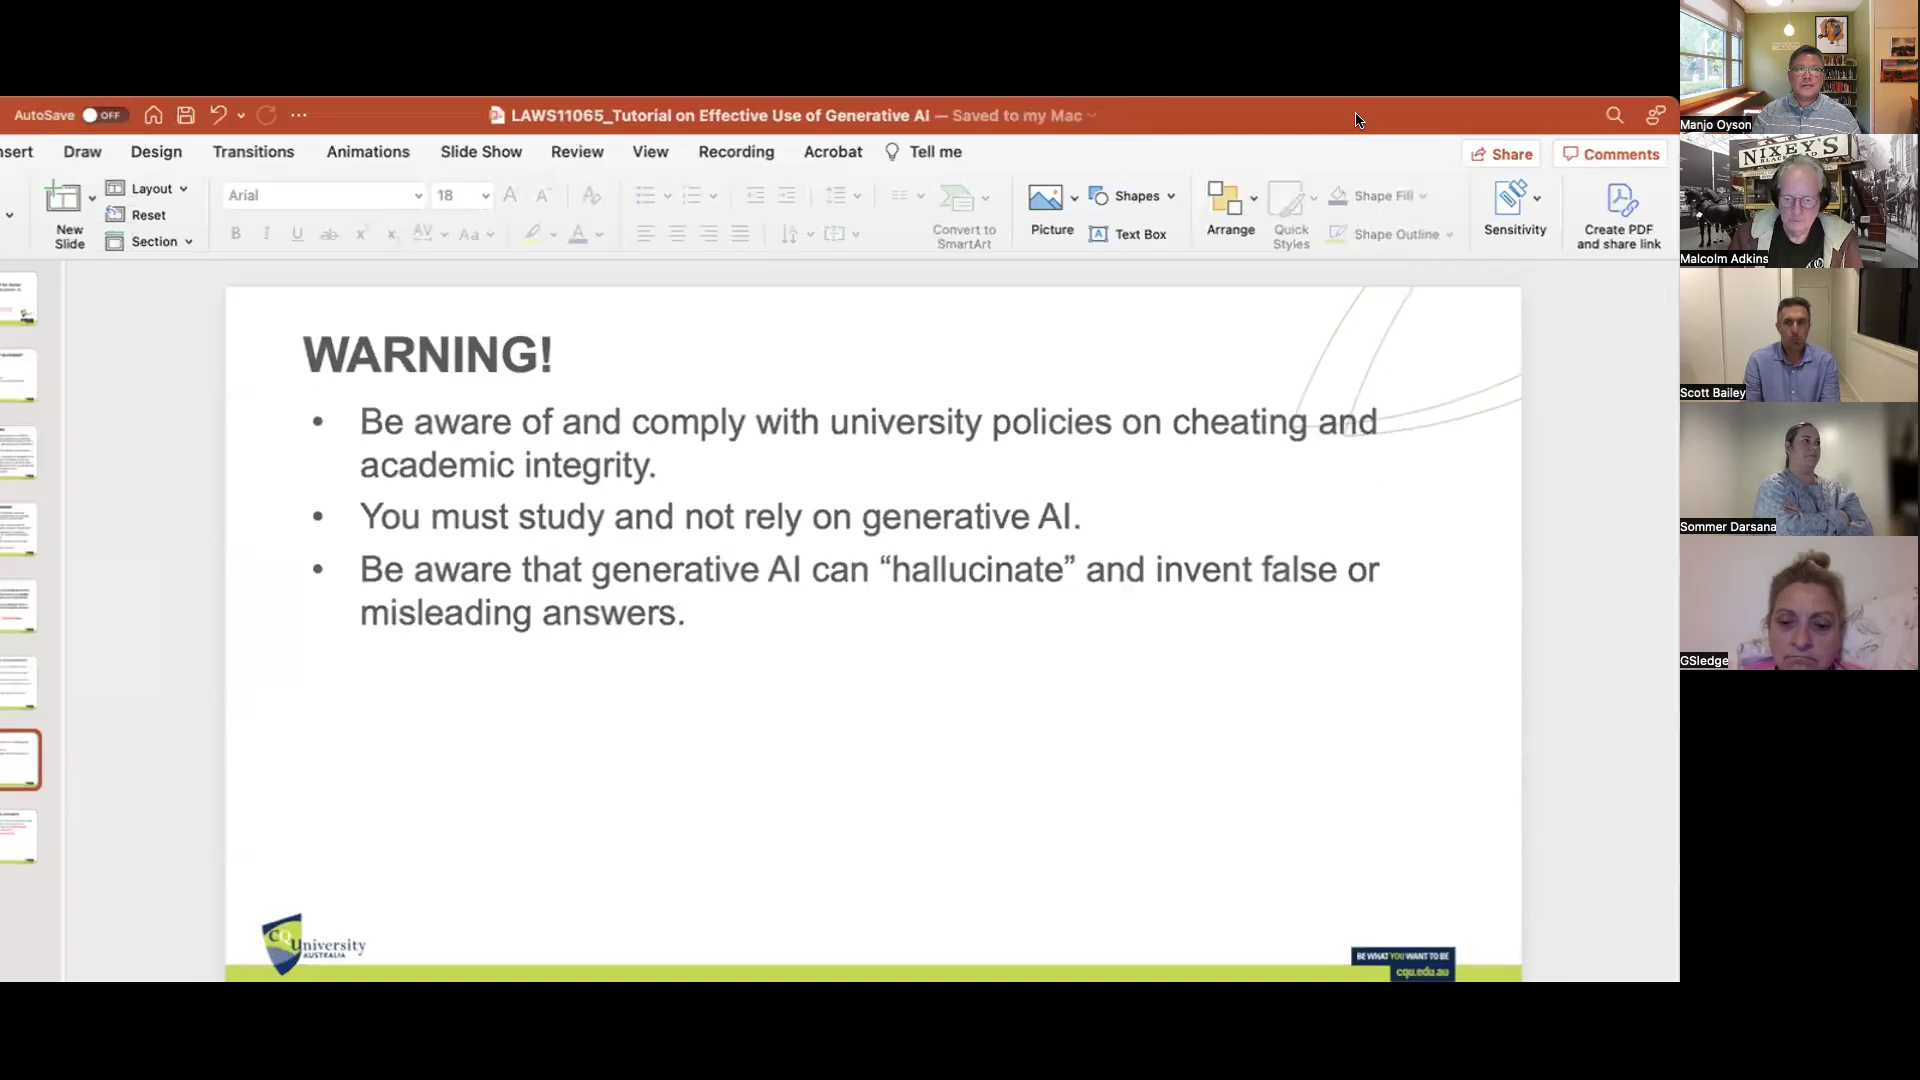 AutoSave OFF
LAWS11065_Tutorial on Effective Use of Generative AI — Saved to my Mac
nsert Draw Design Transitions Animations Slide Show Review View Recording Acrobat Tell me
Share Comments
New Slide
Layout
Reset
Section
Arial 18
Convert to SmartArt
Picture
Shapes
Text Box
Arrange
Quick Styles
Shape Fill
Shape Outline
Sensitivity
Create PDF and share link
WARNING!
• Be aware of and comply with university policies on cheating and
academic integrity.
• You must study and not rely on generative AI.
• Be aware that generative AI can “hallucinate” and invent false or
misleading answers.
CQUniversity
AUSTRALIA
BE WHAT YOU WANT TO BE
cqu.edu.au
Manjo Oyson
NIXEY'S
Malcolm Adkins
Scott Bailey
Sommer Darsana
GSledge